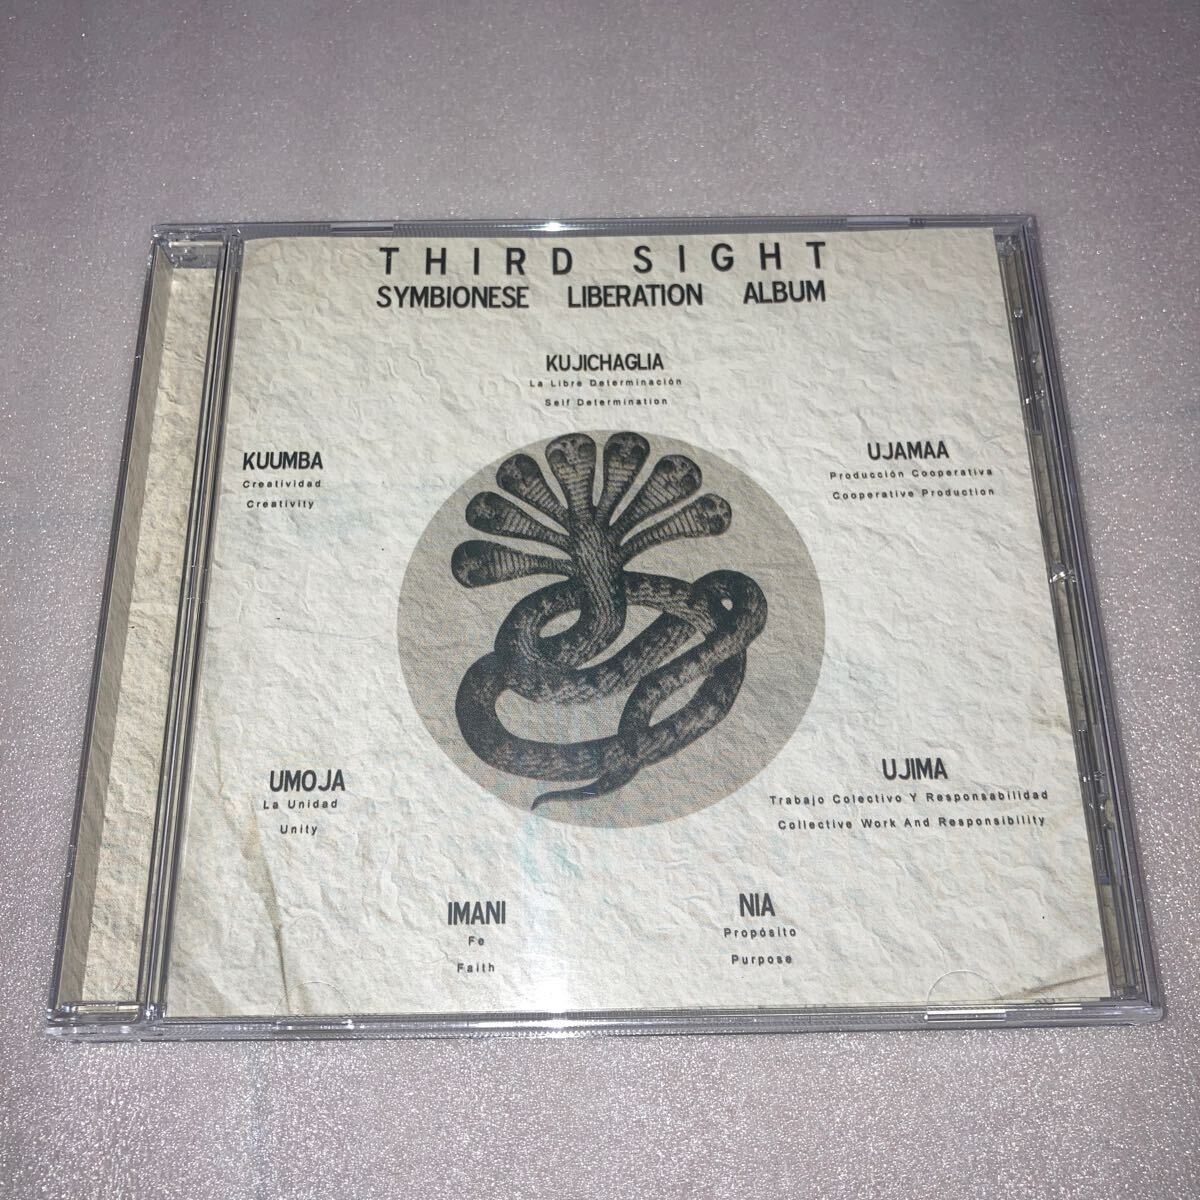 THIRD SIGHT
SYMBIONESE LIBERATION ALBUM
KUJICHAGLIA
La Libre Determinación
Self Determination
KUUMBA
Creatividad
Creativity
UJAMAA
Producción Cooperativa
Cooperative Production
UMOJA
La Unidad
Unity
UJIMA
Trabajo Colectivo Y Responsabilidad
Collective Work And Responsibility
IMANI
Fe
Faith
NIA
Propósito
Purpose